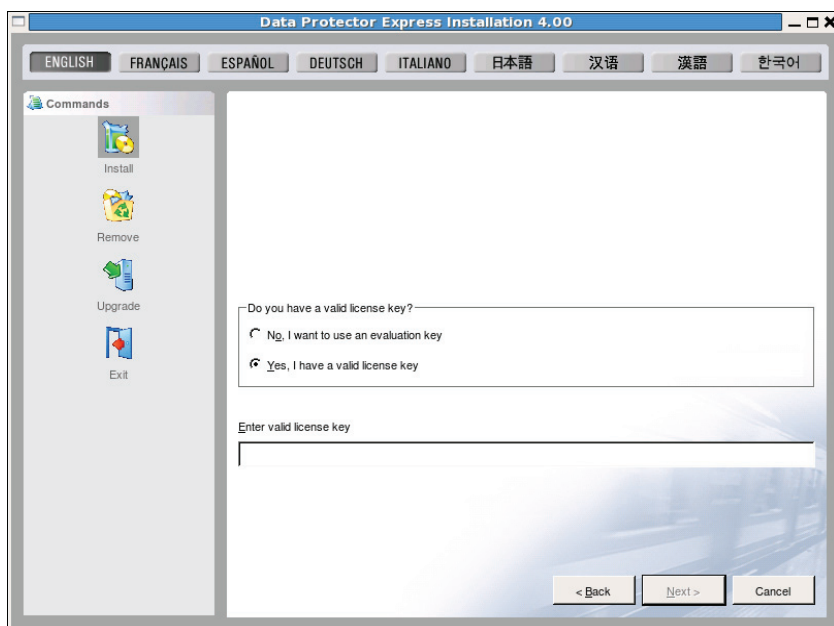 Data Protector Express Installation 4.00
ENGLISH FRANÇAIS ESPAÑOL DEUTSCH ITALIANO 日本語 汉语 漢語 한국어
Commands
Install
Remove
Upgrade
Exit
Do you have a valid license key?
No, I want to use an evaluation key
Yes, I have a valid license key
Enter valid license key
< Back Next > Cancel